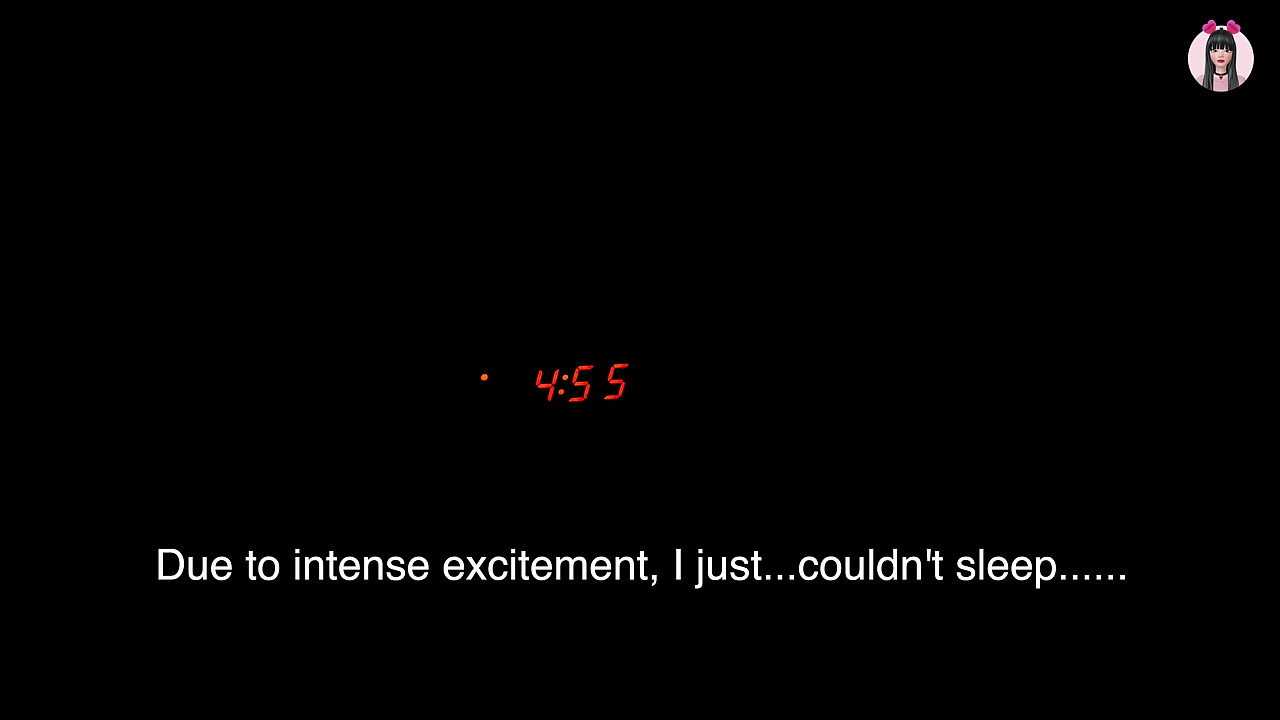 4:55
Due to intense excitement, I just...couldn't sleep......